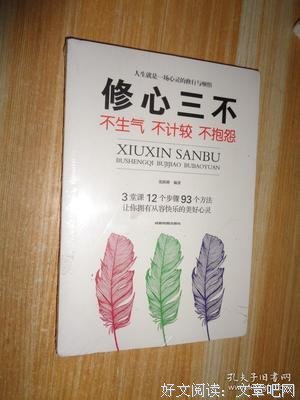 人生就是一场心灵的修行与顿悟
修心三不
不生气 不计较 不抱怨
XIUXIN SANBU
BUSHENGQI BUJIJIAO BUBAOYUAN
编著
3堂课 12个步骤 93个方法
让你拥有从容快乐的美好心灵
孔夫子旧书网
好文阅读：文章吧网